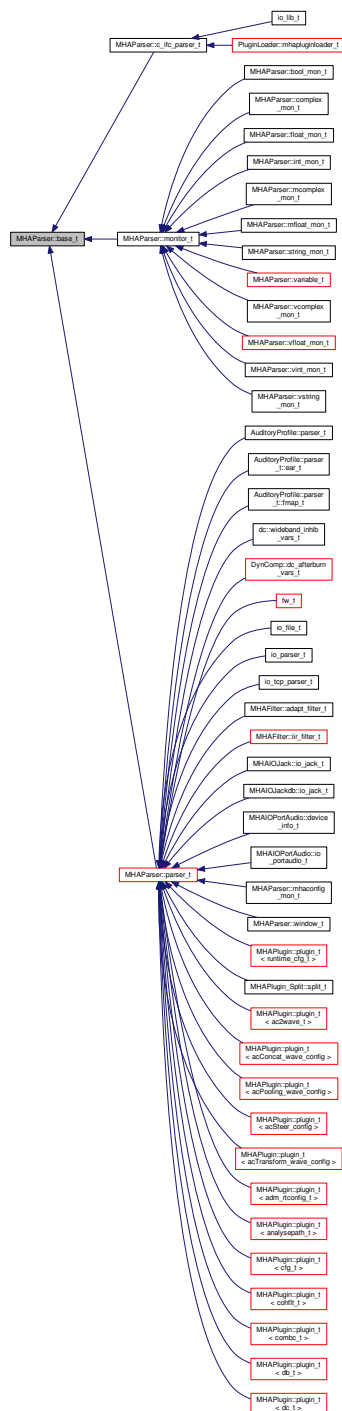 io_lib_t
MHAParser::c_ifc_parser_t
PluginLoader::mhapluginloader_t
MHAParser::bool_mon_t
MHAParser::complex
_mon_t
MHAParser::float_mon_t
MHAParser::int_mon_t
MHAParser::mcomplex
_mon_t
MHAParser::mfloat_mon_t
MHAParser::base_t
MHAParser::monitor_t
MHAParser::string_mon_t
MHAParser::variable_t
MHAParser::vcomplex
_mon_t
MHAParser::vfloat_mon_t
MHAParser::vint_mon_t
MHAParser::vstring
_mon_t
AuditoryProfile::parser_t
AuditoryProfile::parser
_t::ear_t
AuditoryProfile::parser
_t::fmap_t
dc::wideband_inhib
_vars_t
DynComp::dc_afterburn
_vars_t
fw_t
io_file_t
io_parser_t
io_tcp_parser_t
MHAFilter::adapt_filter_t
MHAFilter::iir_filter_t
MHAIOJack::io_jack_t
MHAIOJackdb::io_jack_t
MHAIOPortAudio::device
_info_t
MHAIOPortAudio::io
_portaudio_t
MHAParser::parser_t
MHAParser::mhaconfig
_mon_t
MHAParser::window_t
MHAPlugin::plugin_t
< runtime_cfg_t >
MHAPlugin_Split::split_t
MHAPlugin::plugin_t
< ac2wave_t >
MHAPlugin::plugin_t
< acConcat_wave_config >
MHAPlugin::plugin_t
< acPooling_wave_config >
MHAPlugin::plugin_t
< acSteer_config >
MHAPlugin::plugin_t
< acTransform_wave_config >
MHAPlugin::plugin_t
< adm_rtconfig_t >
MHAPlugin::plugin_t
< analysepath_t >
MHAPlugin::plugin_t
< cfg_t >
MHAPlugin::plugin_t
< cohflt_t >
MHAPlugin::plugin_t
< combc_t >
MHAPlugin::plugin_t
< db_t >
MHAPlugin::plugin_t
< dc_t >